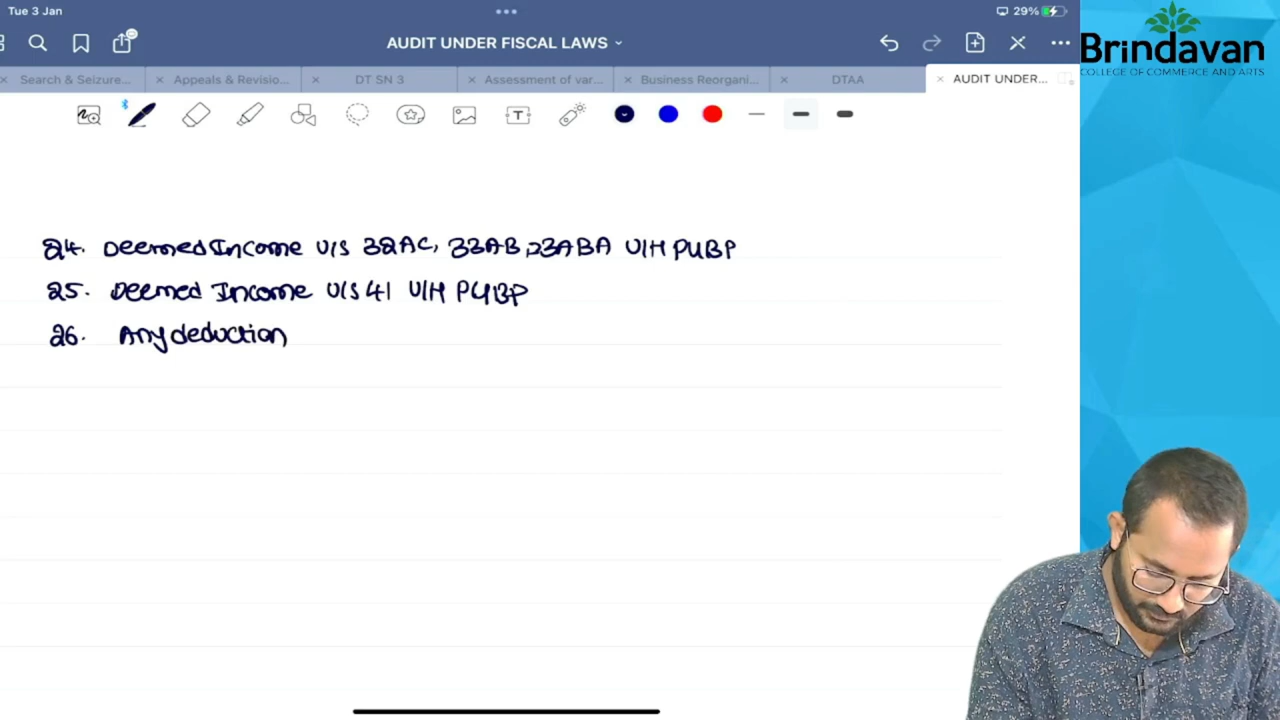 Tue 3 Jan
29%
AUDIT UNDER FISCAL LAWS
Brindavan
COLLEGE OF COMMERCE AND ARTS
Search & Seizure...
Appeals & Revisio...
DT SN 3
Assessment of var...
Business Reorgani...
DTAA
AUDIT UNDER...
T
24. Deemed Income U/S 32AC, 33AB, 33ABA U/H PGBP
25. Deemed Income U/S 41 U/H PGBP
26. Any deduction